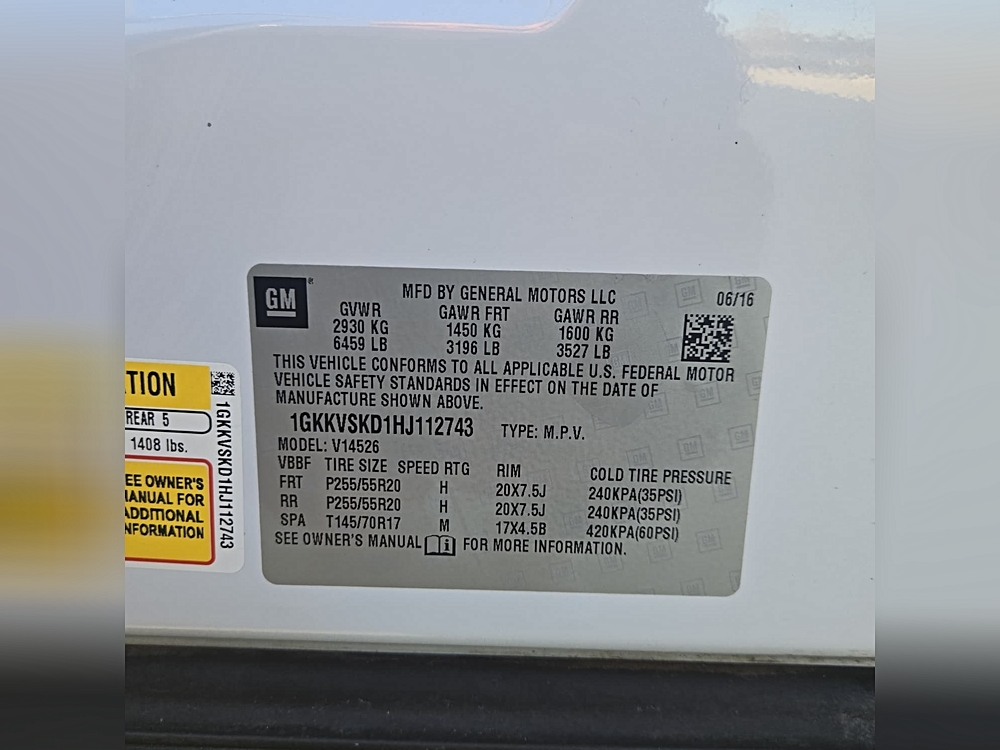 GM
®
MFD BY GENERAL MOTORS LLC 06/16
GVWR GAWR FRT GAWR RR
2930 KG 1450 KG 1600 KG
6459 LB 3196 LB 3527 LB
THIS VEHICLE CONFORMS TO ALL APPLICABLE U.S. FEDERAL MOTOR
VEHICLE SAFETY STANDARDS IN EFFECT ON THE DATE OF
MANUFACTURE SHOWN ABOVE.
1GKKVSKD1HJ112743 TYPE: M.P.V.
MODEL: V14526
VBBF TIRE SIZE SPEED RTG RIM COLD TIRE PRESSURE
FRT P255/55R20 H 20X7.5J 240KPA(35PSI)
RR P255/55R20 H 20X7.5J 240KPA(35PSI)
SPA T145/70R17 M 17X4.5B 420KPA(60PSI)
SEE OWNER'S MANUAL FOR MORE INFORMATION.
TION
REAR 5
1408 lbs.
EE OWNER'S
MANUAL FOR
ADDITIONAL
NFORMATION
1GKKVSKD1HJ112743